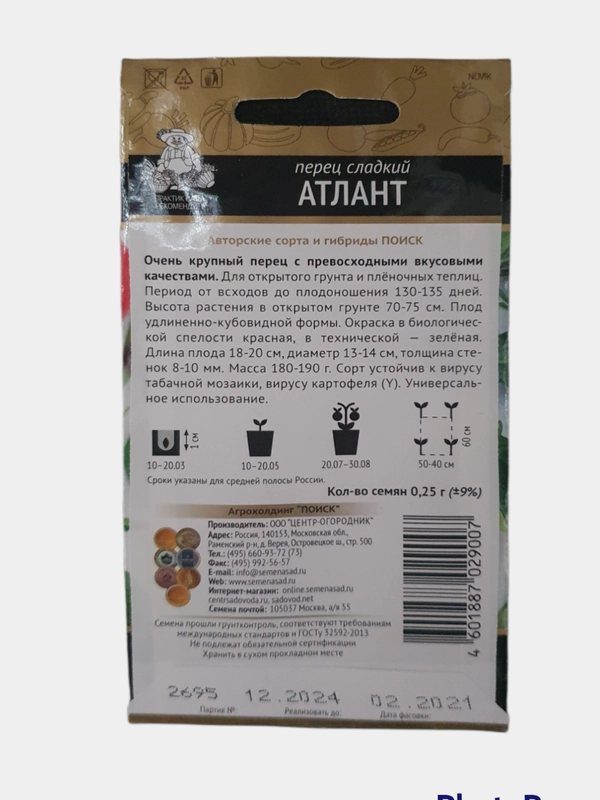 NOVIK
перец сладкий
АТЛАНТ
Авторские сорта и гибриды ПОИСК
Очень крупный перец с превосходными вкусовыми
качествами. Для открытого грунта и плёночных теплиц.
Период от всходов до плодоношения 130-135 дней.
Высота растения в открытом грунте 70-75 см. Плод
удлиненно-кубовидной формы. Окраска в биологичес-
кой спелости красная, в технической — зелёная.
Длина плода 18-20 см, диаметр 13-14 см, толщина сте-
нок 8-10 мм. Масса 180-190 г. Сорт устойчив к вирусу
табачной мозаики, вирусу картофеля (Y). Универсаль-
ное использование.
1 см
60 см
10–20.03 10–20.05 20.07–30.08 50-40 см
Сроки указаны для средней полосы России.
Кол-во семян 0,25 г (±9%)
Агрохолдинг "ПОИСК"
Производитель: ООО "ЦЕНТР-ОГОРОДНИК"
Адрес: Россия, 140153, Московская обл.,
Раменский р-н, д. Верея, Островецкое ш., стр. 500
Тел.: (495) 660-93-72 (73)
Факс: (495) 992-56-57
E-mail: info@semenasad.ru
Web: www.semenasad.ru
Интернет-магазин: online.semenasad.ru
centrsadovoda.ru, sadovod.net
Семена почтой: 105037 Москва, а/я 55
4 601887 029007
Семена прошли грунтконтроль, соответствуют требованиям
международных стандартов и ГОСТу 32592-2013
Не подлежат обязательной сертификации
Хранить в сухом прохладном месте
2695 12.2024 02.2021
Партия №: Реализовать до: Дата фасовки: